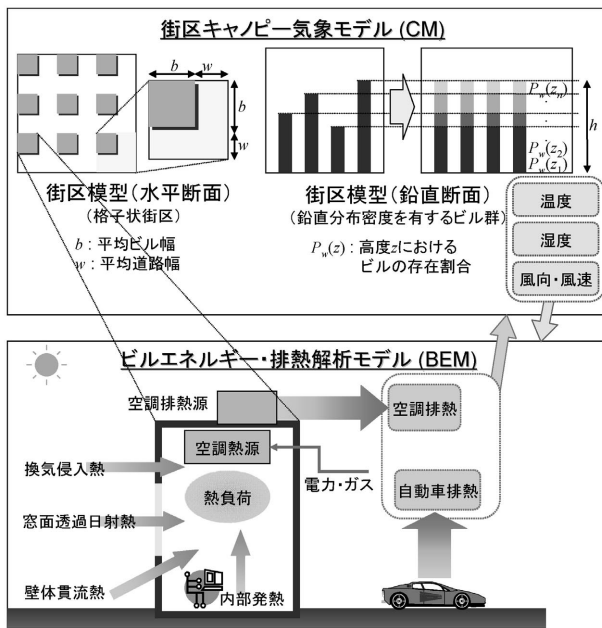 街区キャノピー気象モデル (CM)
b
w
b
w
P_w(z_n)
.
.
.
P_w(z_2)
P_w(z_1)
h
街区模型(水平断面)
(格子状街区)
b : 平均ビル幅
w : 平均道路幅
街区模型(鉛直断面)
(鉛直分布密度を有するビル群)
P_w(z) : 高度zにおける
ビルの存在割合
温度
湿度
風向・風速
ビルエネルギー・排熱解析モデル (BEM)
空調排熱源
空調排熱
空調熱源
換気侵入熱
熱負荷
電力・ガス
自動車排熱
窓面透過日射熱
壁体貫流熱
内部発熱